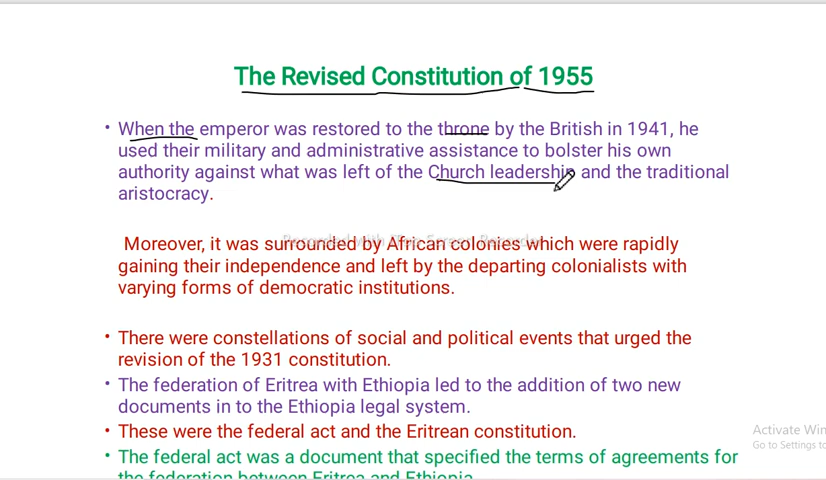 The Revised Constitution of 1955
• When the emperor was restored to the throne by the British in 1941, he
used their military and administrative assistance to bolster his own
authority against what was left of the Church leadership and the traditional
aristocracy.
Moreover, it was surrounded by African colonies which were rapidly
gaining their independence and left by the departing colonialists with
varying forms of democratic institutions.
• There were constellations of social and political events that urged the
revision of the 1931 constitution.
• The federation of Eritrea with Ethiopia led to the addition of two new
documents in to the Ethiopia legal system.
• These were the federal act and the Eritrean constitution.
Activate Win
Go to Settings to
• The federal act was a document that specified the terms of agreements for
the federation between Eritrea and Ethiopia